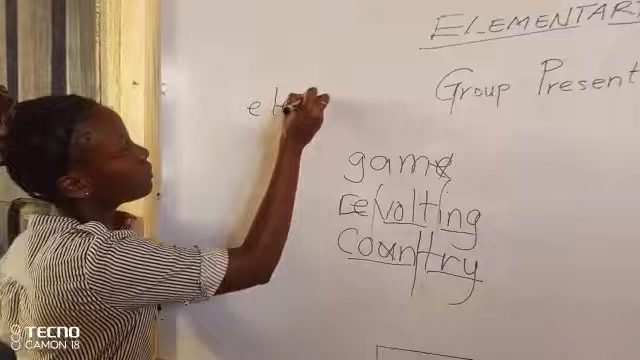 ELEMENTAR
Group Present
game
revolting
country
TECNO
CAMON 18